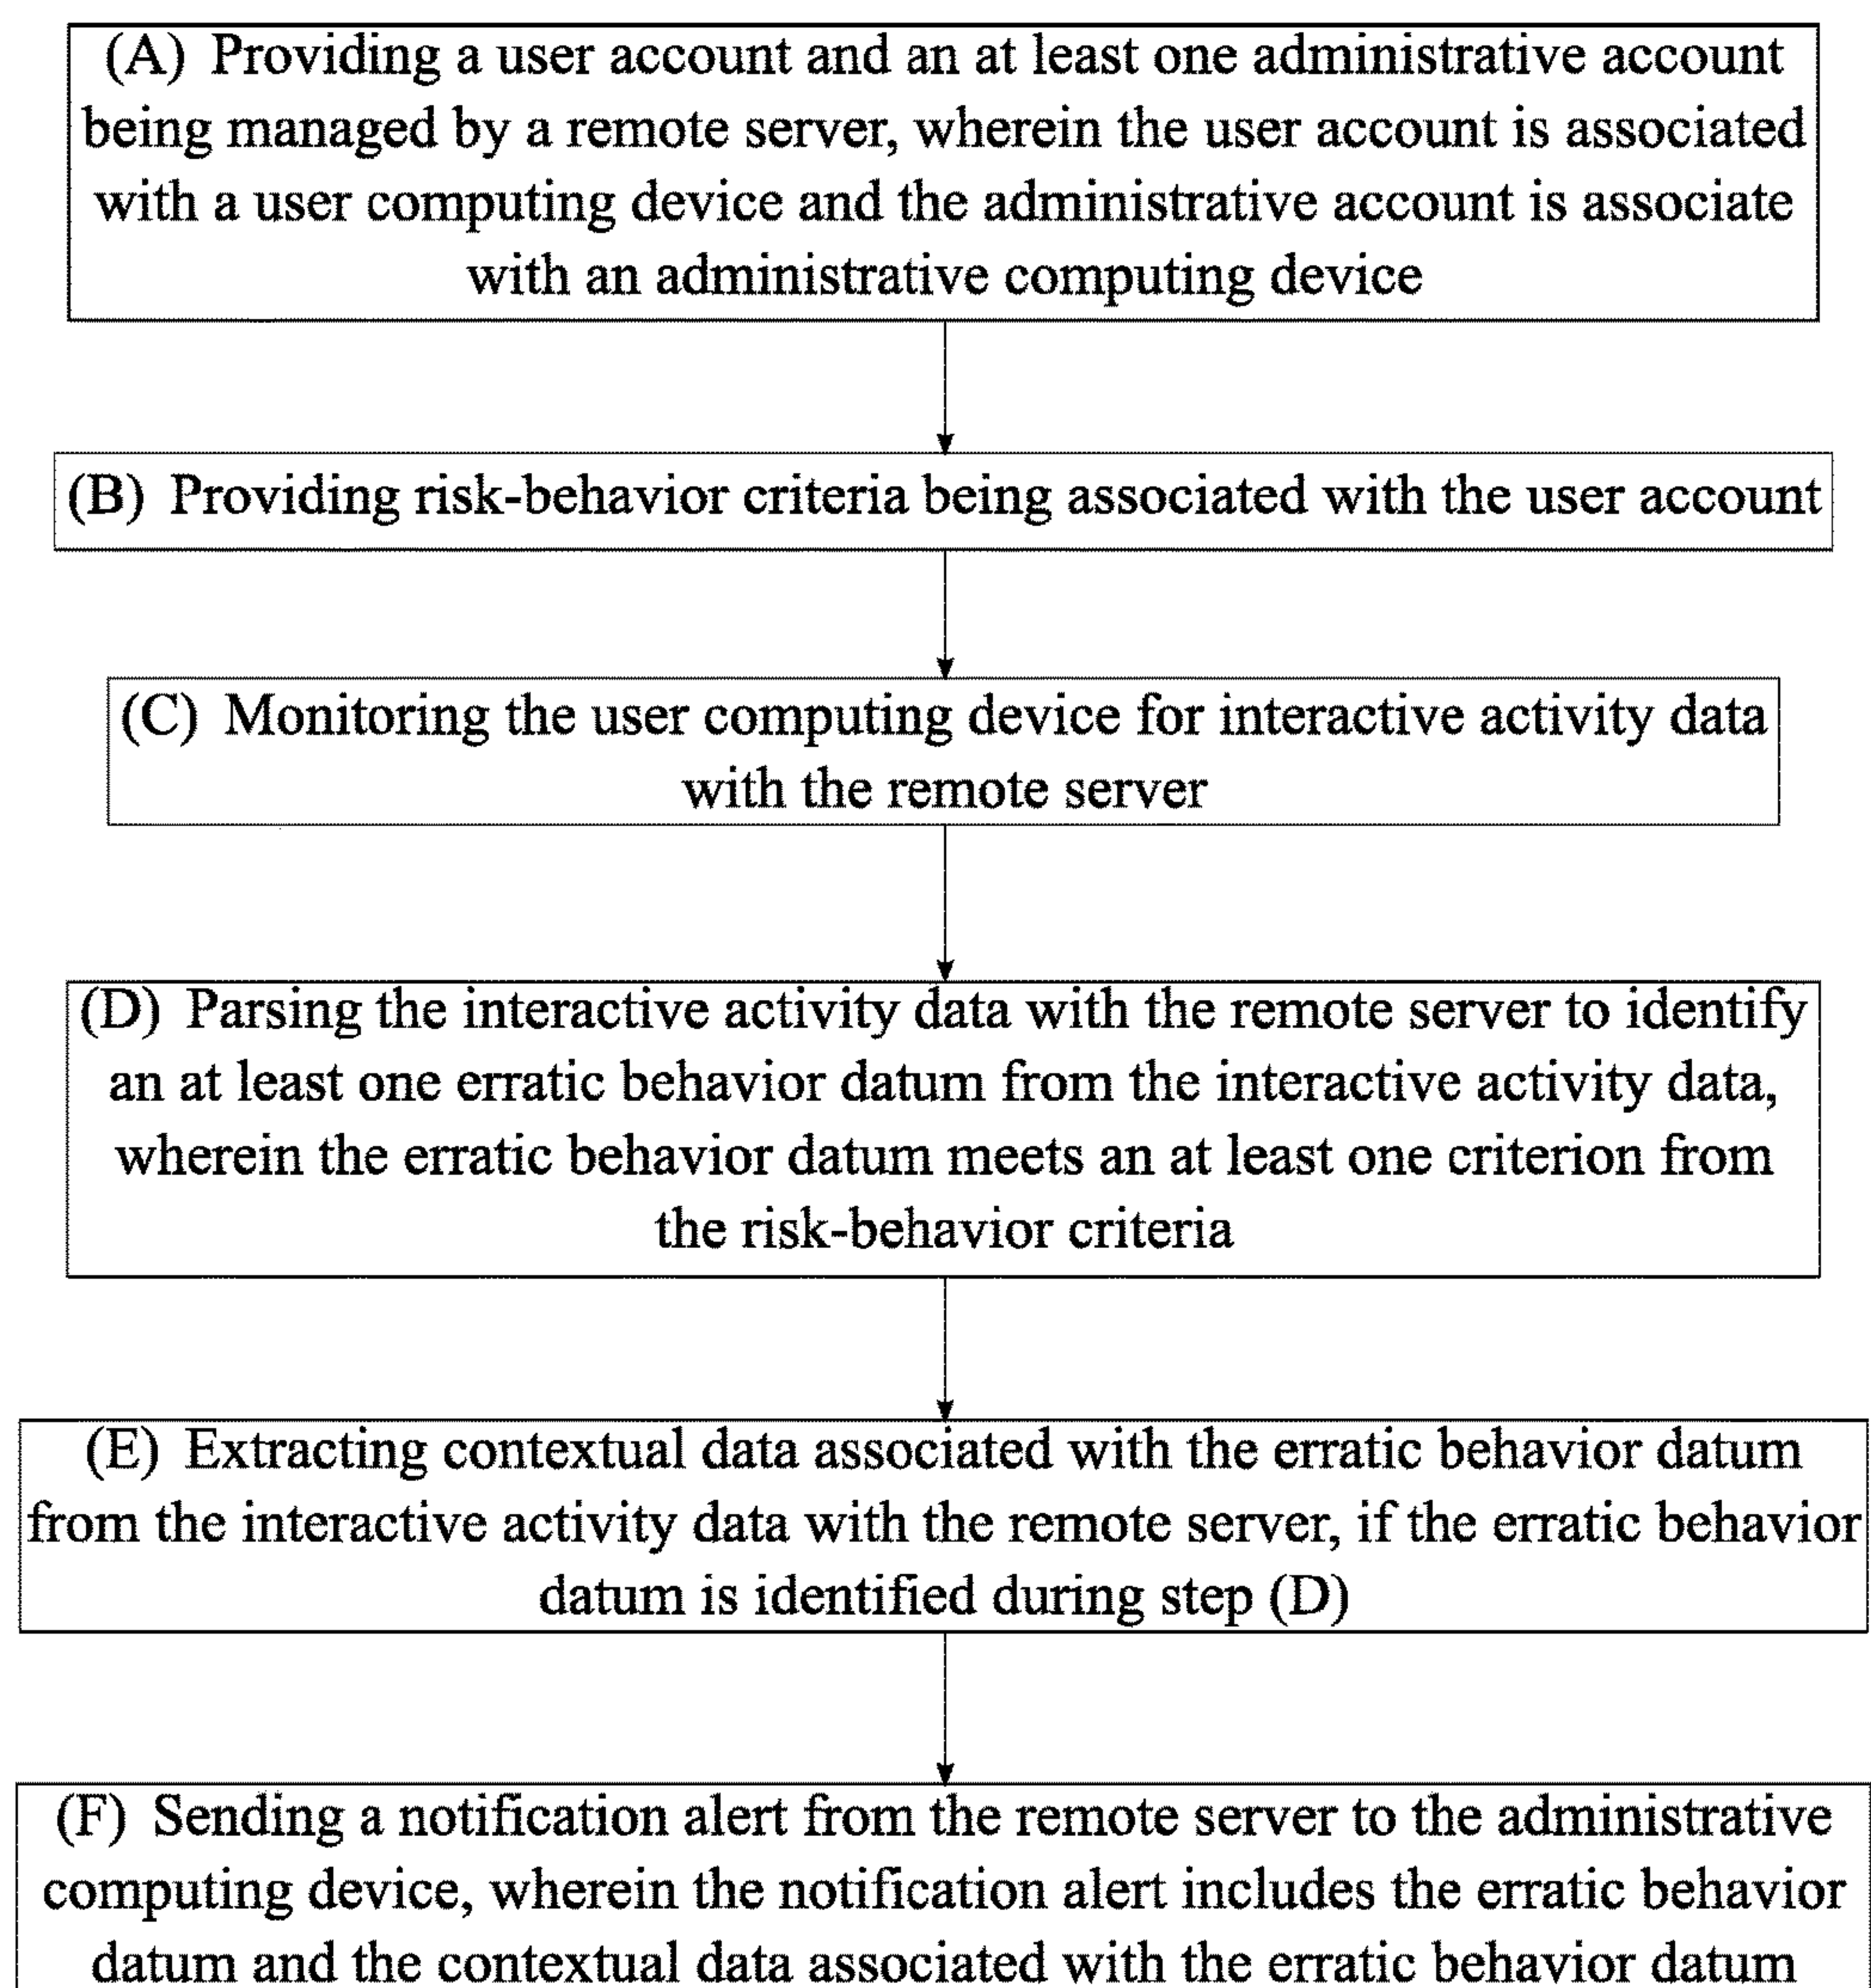 (A) Providing a user account and an at least one administrative account
being managed by a remote server, wherein the user account is associated
with a user computing device and the administrative account is associate
with an administrative computing device
(B) Providing risk-behavior criteria being associated with the user account
(C) Monitoring the user computing device for interactive activity data
with the remote server
(D) Parsing the interactive activity data with the remote server to identify
an at least one erratic behavior datum from the interactive activity data,
wherein the erratic behavior datum meets an at least one criterion from
the risk-behavior criteria
(E) Extracting contextual data associated with the erratic behavior datum
from the interactive activity data with the remote server, if the erratic behavior
datum is identified during step (D)
(F) Sending a notification alert from the remote server to the administrative
computing device, wherein the notification alert includes the erratic behavior
datum and the contextual data associated with the erratic behavior datum